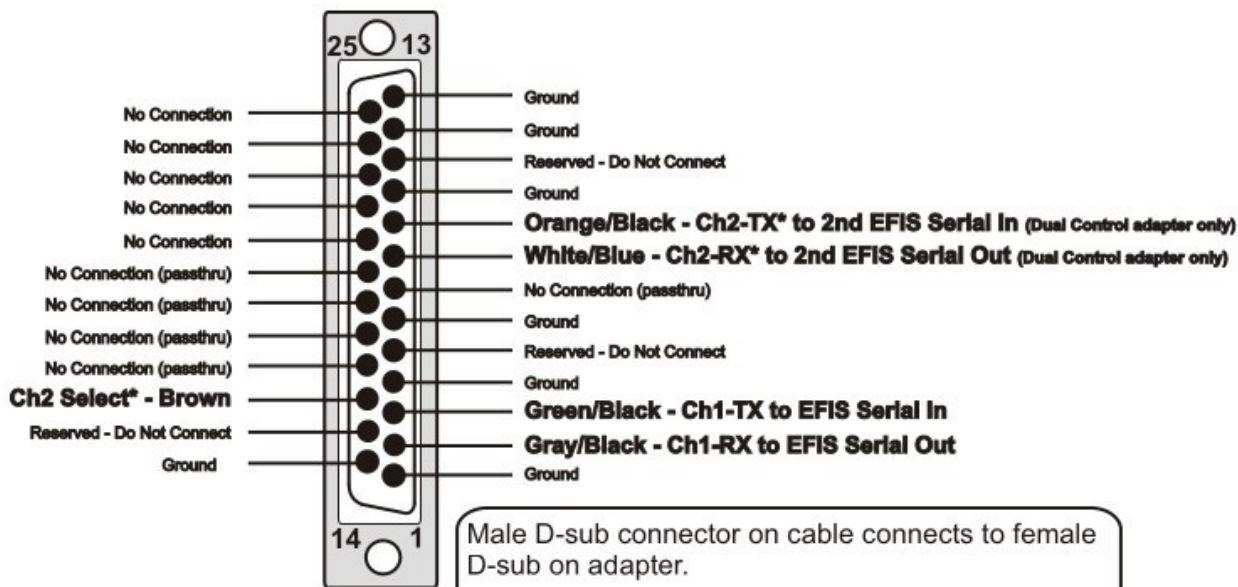 25 13
No Connection
No Connection
No Connection
No Connection
No Connection
No Connection (passthru)
No Connection (passthru)
No Connection (passthru)
No Connection (passthru)
Ch2 Select* - Brown
Reserved - Do Not Connect
Ground
Ground
Ground
Reserved - Do Not Connect
Ground
Orange/Black - Ch2-TX* to 2nd EFIS Serial In (Dual Control adapter only)
White/Blue - Ch2-RX* to 2nd EFIS Serial Out (Dual Control adapter only)
No Connection (passthru)
Ground
Reserved - Do Not Connect
Ground
Green/Black - Ch1-TX to EFIS Serial In
Gray/Black - Ch1-RX to EFIS Serial Out
Ground
14 1
Male D-sub connector on cable connects to female
D-sub on adapter.